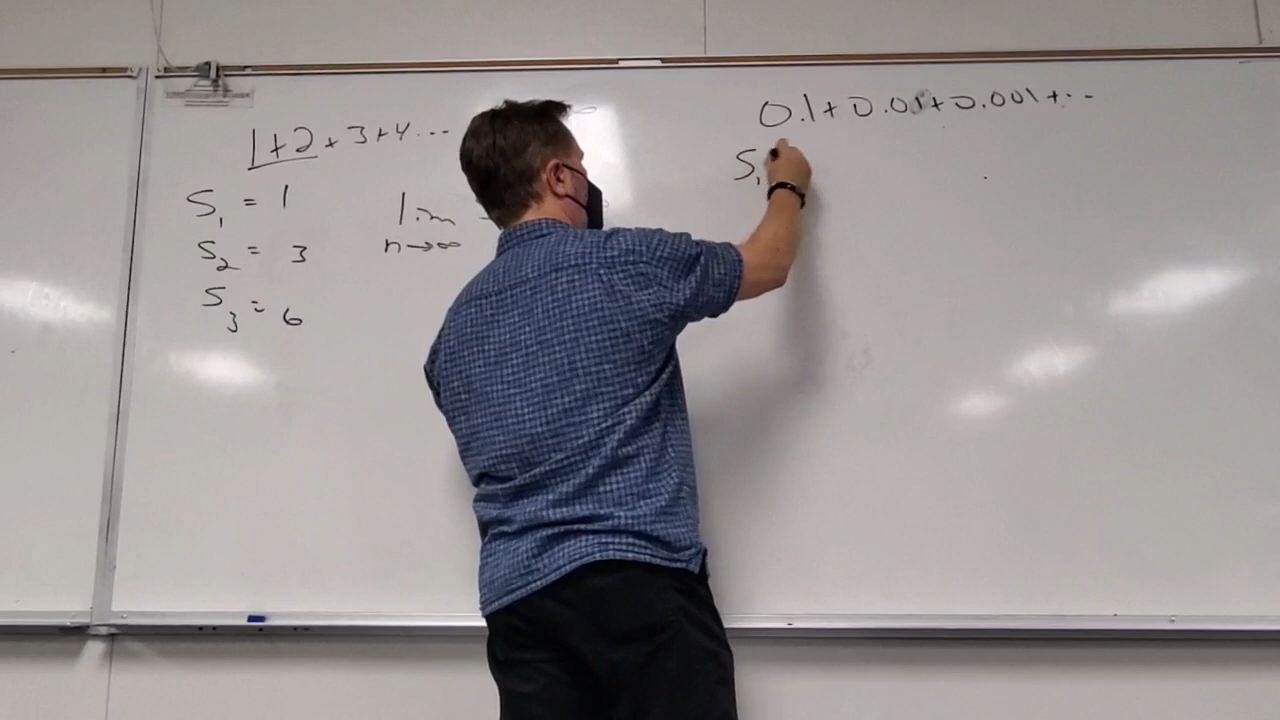 1+2+3+4...
S₁ = 1
S₂ = 3
S₃ = 6
lim
n→∞
0.1+0.01+0.001+...
S₁